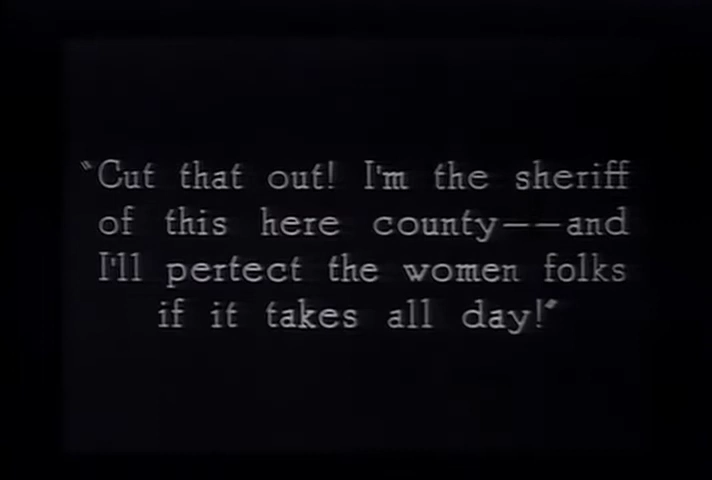 "Cut that out! I'm the sheriff
of this here county--and
I'll pertect the women folks
if it takes all day!"